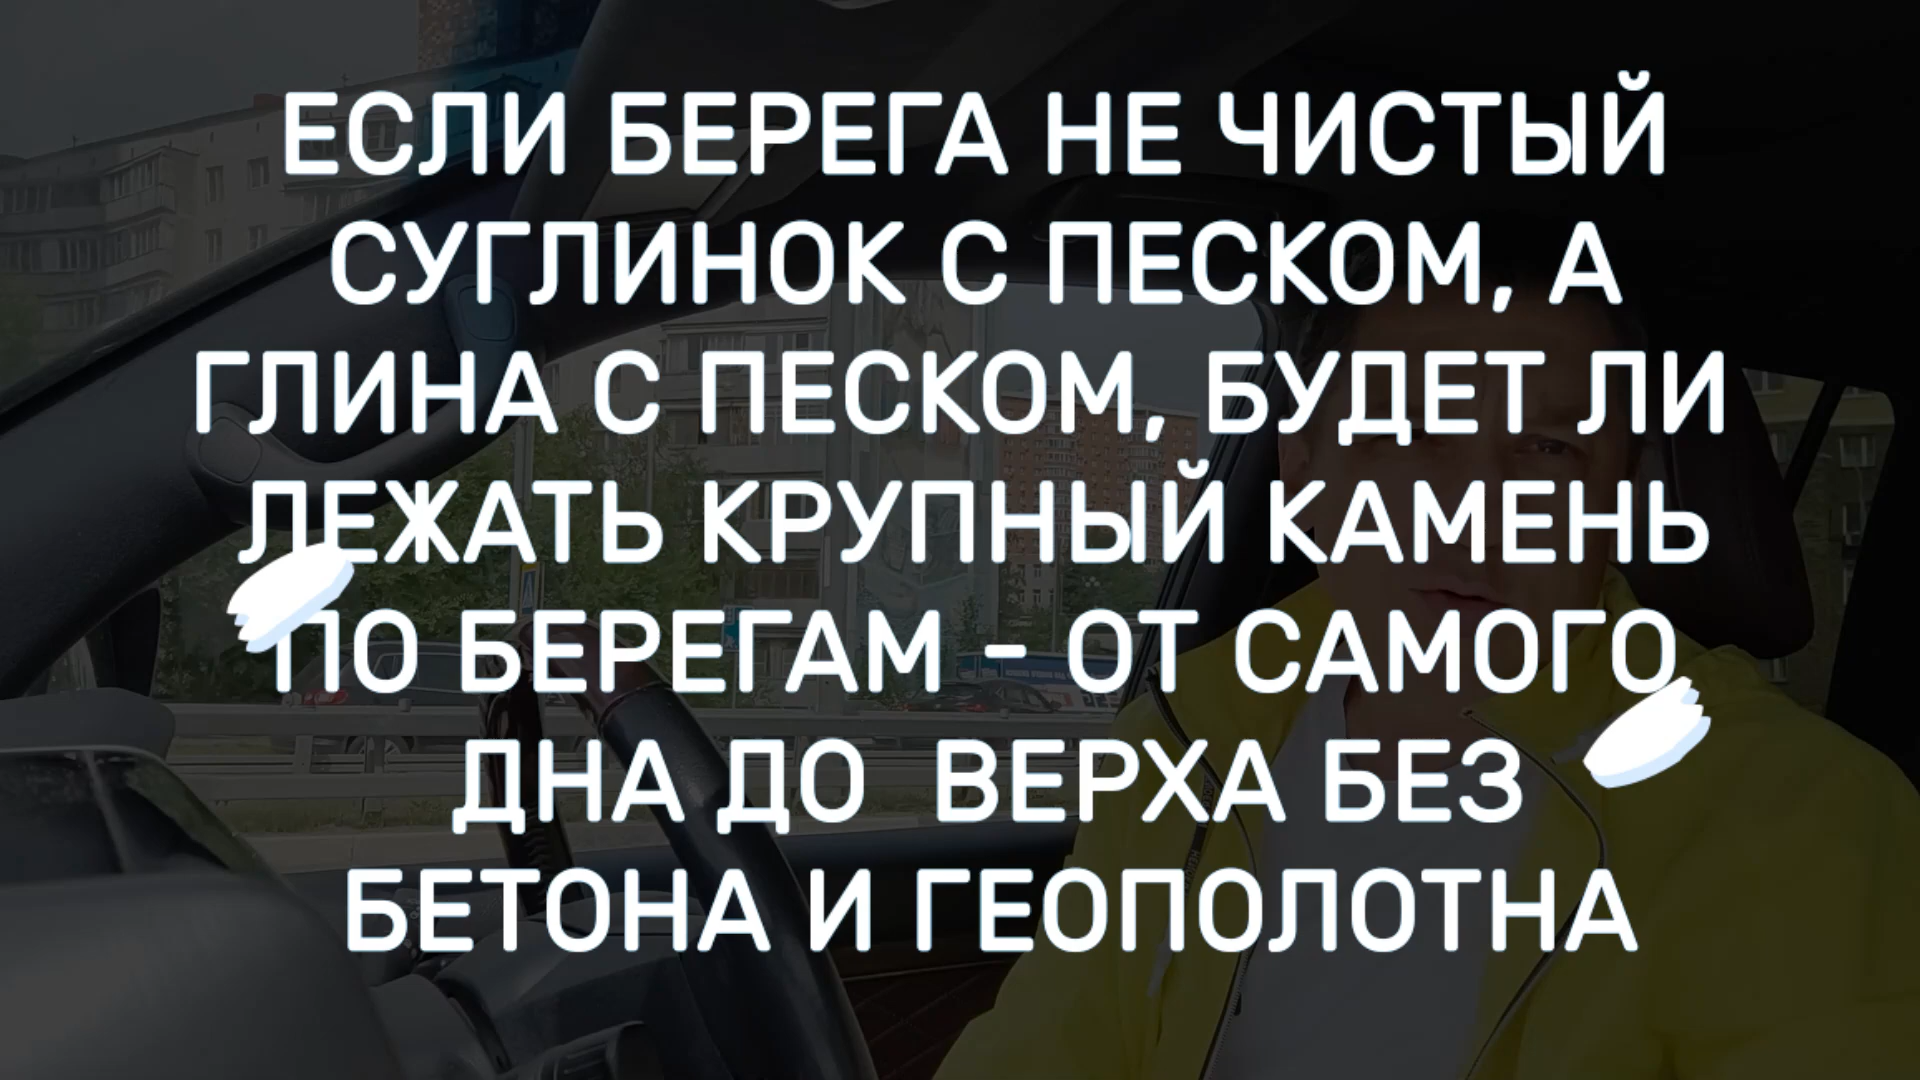 ЕСЛИ БЕРЕГА НЕ ЧИСТЫЙ
СУГЛИНОК С ПЕСКОМ, А
ГЛИНА С ПЕСКОМ, БУДЕТ ЛИ
ЛЕЖАТЬ КРУПНЫЙ КАМЕНЬ
ПО БЕРЕГАМ - ОТ САМОГО
ДНА ДО ВЕРХА БЕЗ
БЕТОНА И ГЕОПОЛОТНА